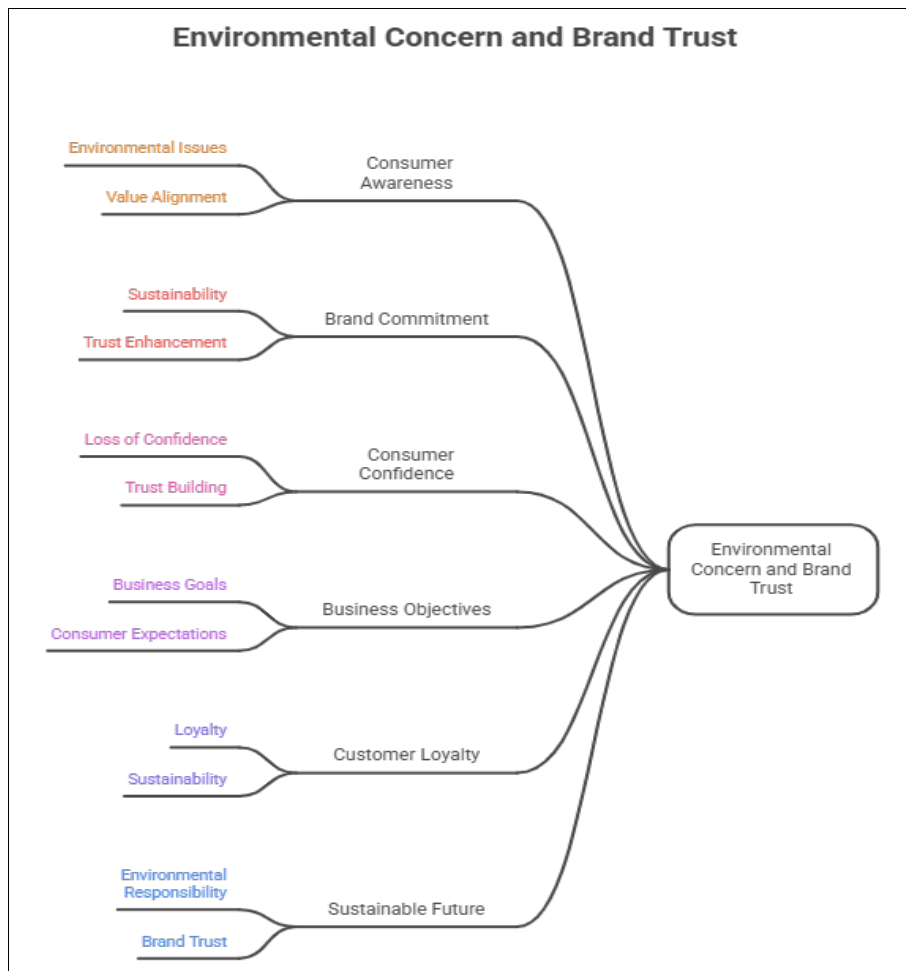 Environmental Concern and Brand Trust
Environmental Issues
Value Alignment
Consumer
Awareness
Sustainability
Trust Enhancement
Brand Commitment
Loss of Confidence
Trust Building
Consumer
Confidence
Business Goals
Consumer Expectations
Business Objectives
Loyalty
Sustainability
Customer Loyalty
Environmental
Responsibility
Brand Trust
Sustainable Future
Environmental
Concern and Brand
Trust